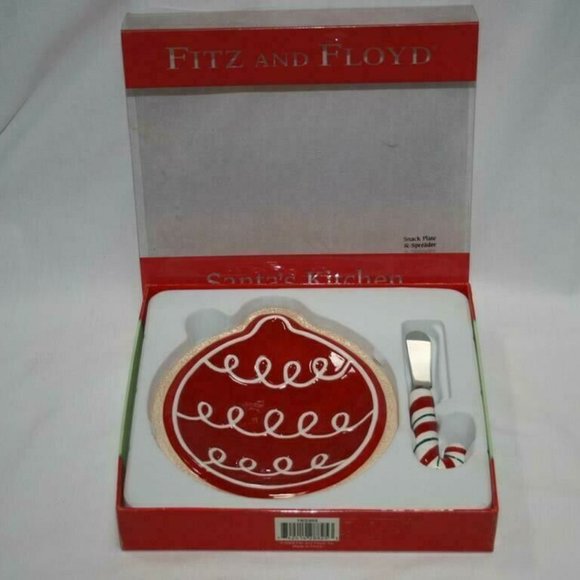 FITZ AND FLOYD
Snack Plate
& Spreader
Santa's Kitchen